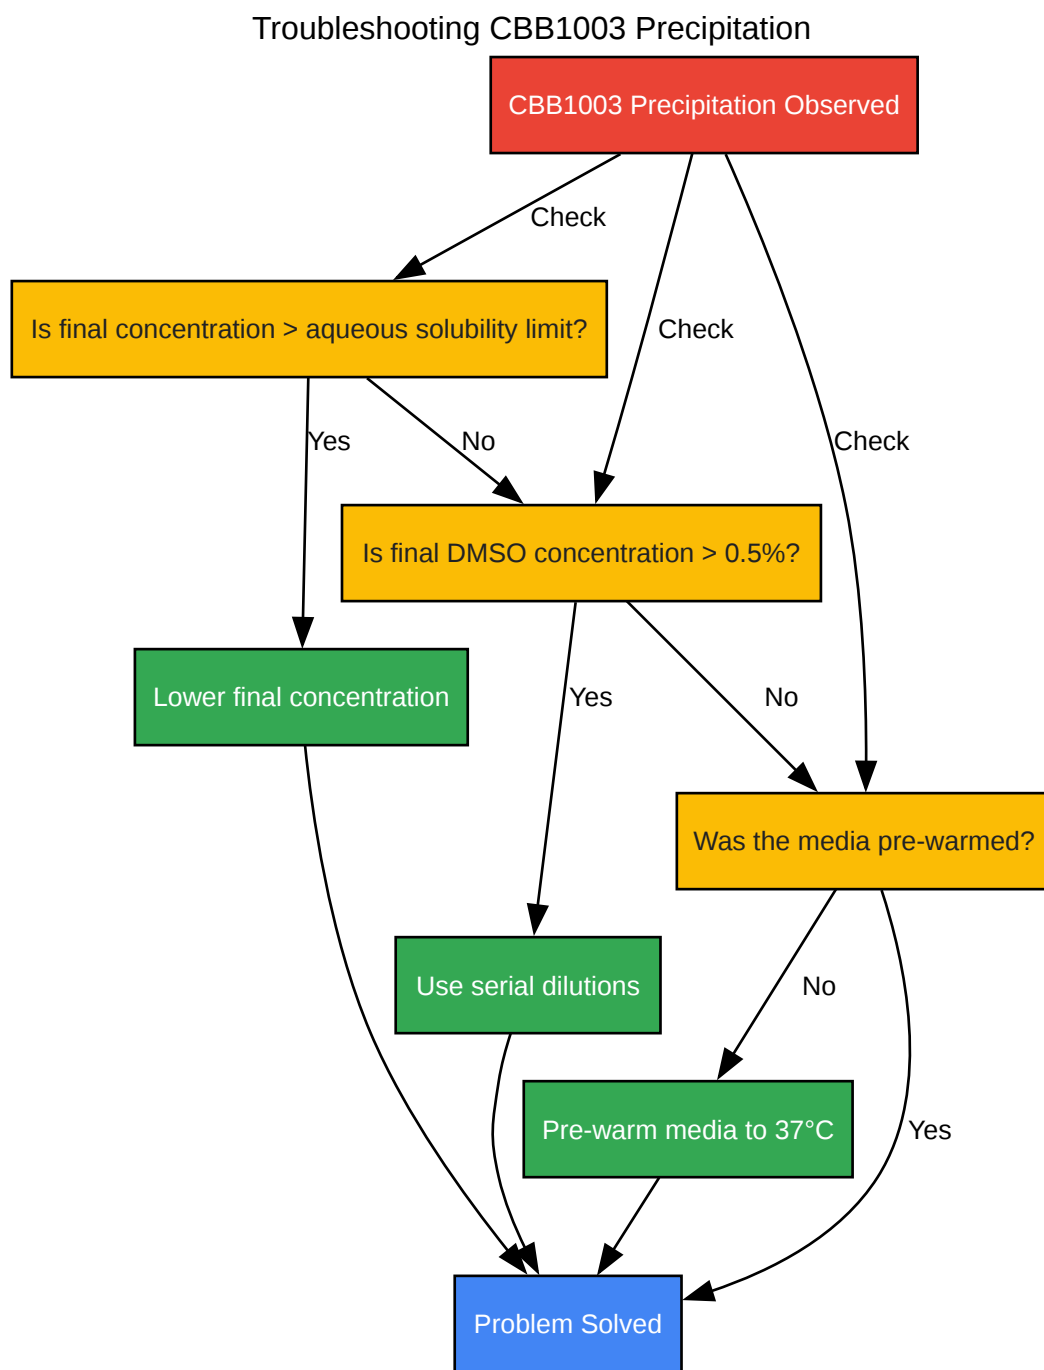 Troubleshooting CBB1003 Precipitation
CBB1003 Precipitation Observed
Check
Is final concentration > aqueous solubility limit?
Check
Yes
No
Check
Is final DMSO concentration > 0.5%?
Lower final concentration
Yes
No
Was the media pre-warmed?
Use serial dilutions
No
Pre-warm media to 37°C
Yes
Problem Solved